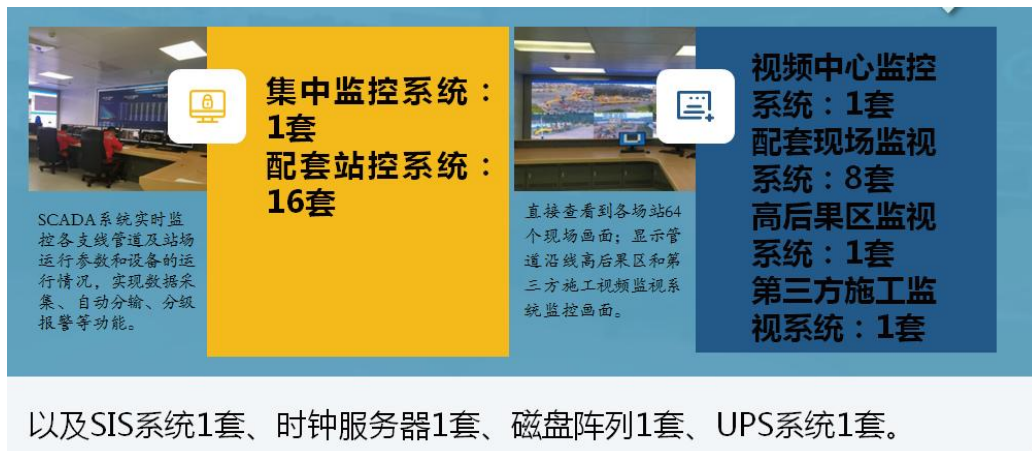 集中监控系统：
1套
配套站控系统：
16套
SCADA系统实时监
控各支线管道及站场
运行参数和设备的运
行情况，实现数据采
集、自动分输、分级
报警等功能。
视频中心监控
系统：1套
配套现场监视
系统：8套
高后果区监视
系统：1套
第三方施工监
视系统：1套
直接查看到各场站64
个现场画面；显示管
道沿线高后果区和第
三方施工视频监视系
统监控画面。
以及SIS系统1套、时钟服务器1套、磁盘阵列1套、UPS系统1套。